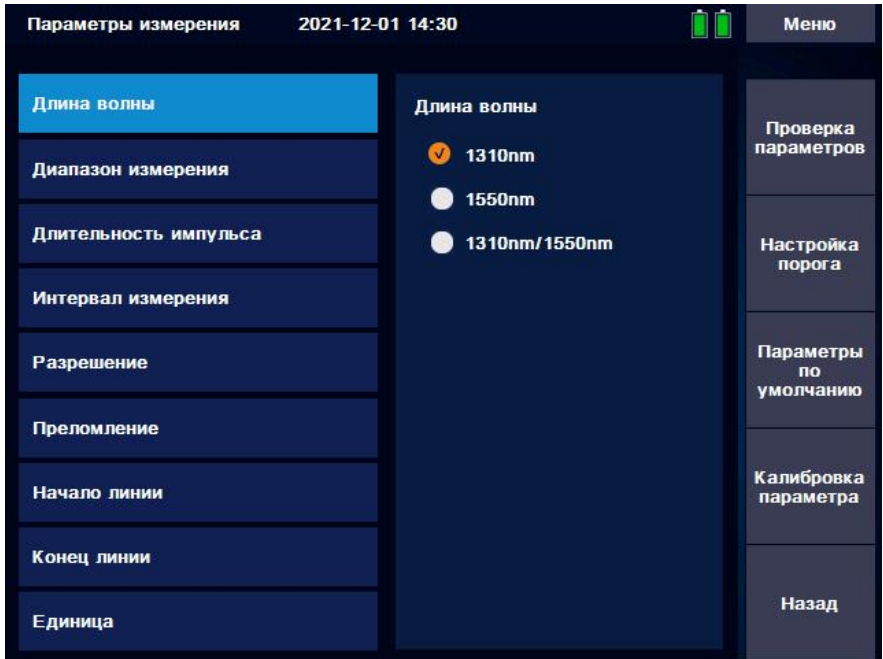 Параметры измерения 2021-12-01 14:30
Меню
Длина волны
Диапазон измерения
Длительность импульса
Интервал измерения
Разрешение
Преломление
Начало линии
Конец линии
Единица
Длина волны
1310nm
1550nm
1310nm/1550nm
Проверка
параметров
Настройка
порога
Параметры
по
умолчанию
Калибровка
параметра
Назад